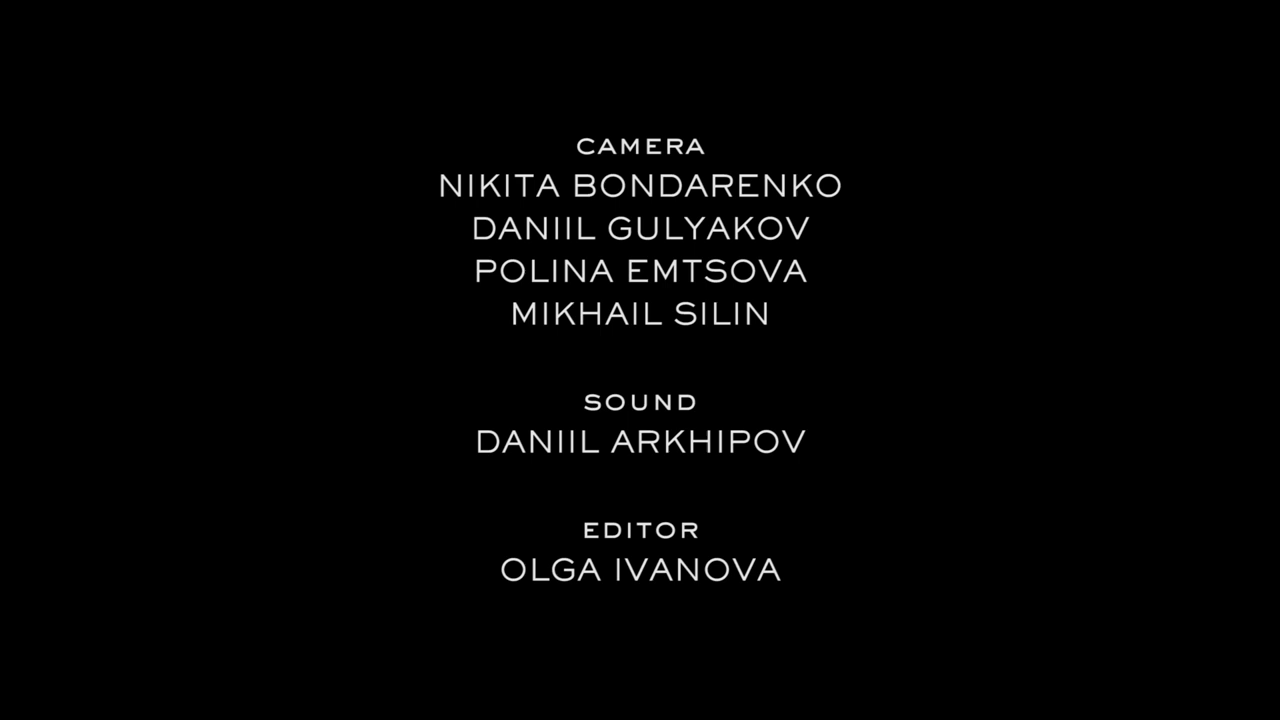 CAMERA
NIKITA BONDARENKO
DANIIL GULYAKOV
POLINA EMTSOVA
MIKHAIL SILIN
SOUND
DANIIL ARKHIPOV
EDITOR
OLGA IVANOVA